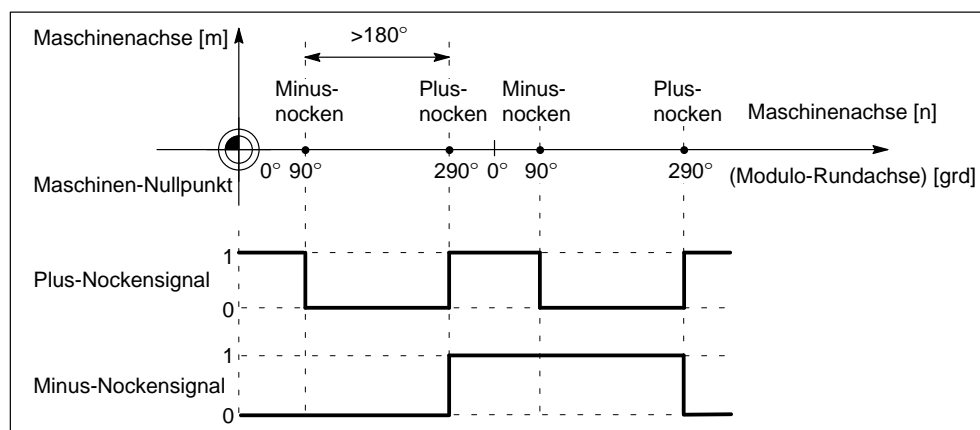 Maschinenachse [m]
>180°
Minus-
nocken
Plus-
nocken
Minus-
nocken
Plus-
nocken
Maschinenachse [n]
0° 90° 290° 0° 90° 290°
(Modulo-Rundachse) [grd]
Maschinen-Nullpunkt
1
Plus-Nockensignal
0
1
Minus-Nockensignal
0